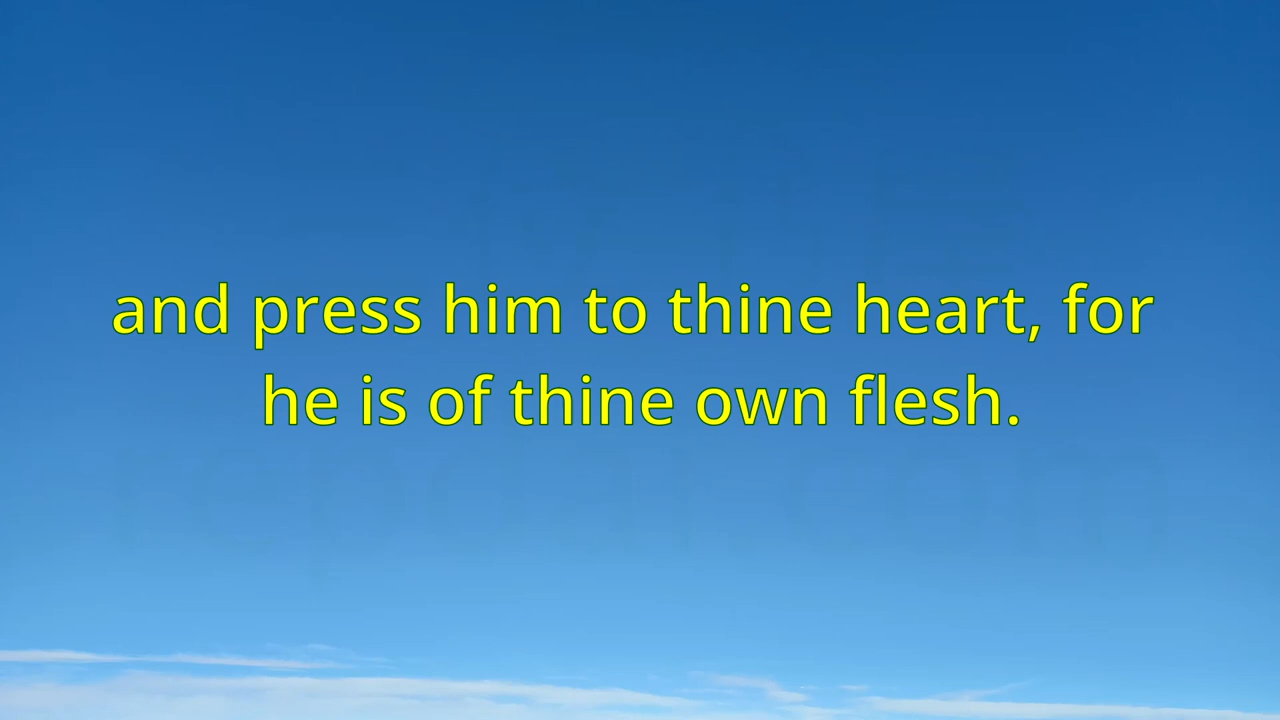 and press him to thine heart, for
he is of thine own flesh.